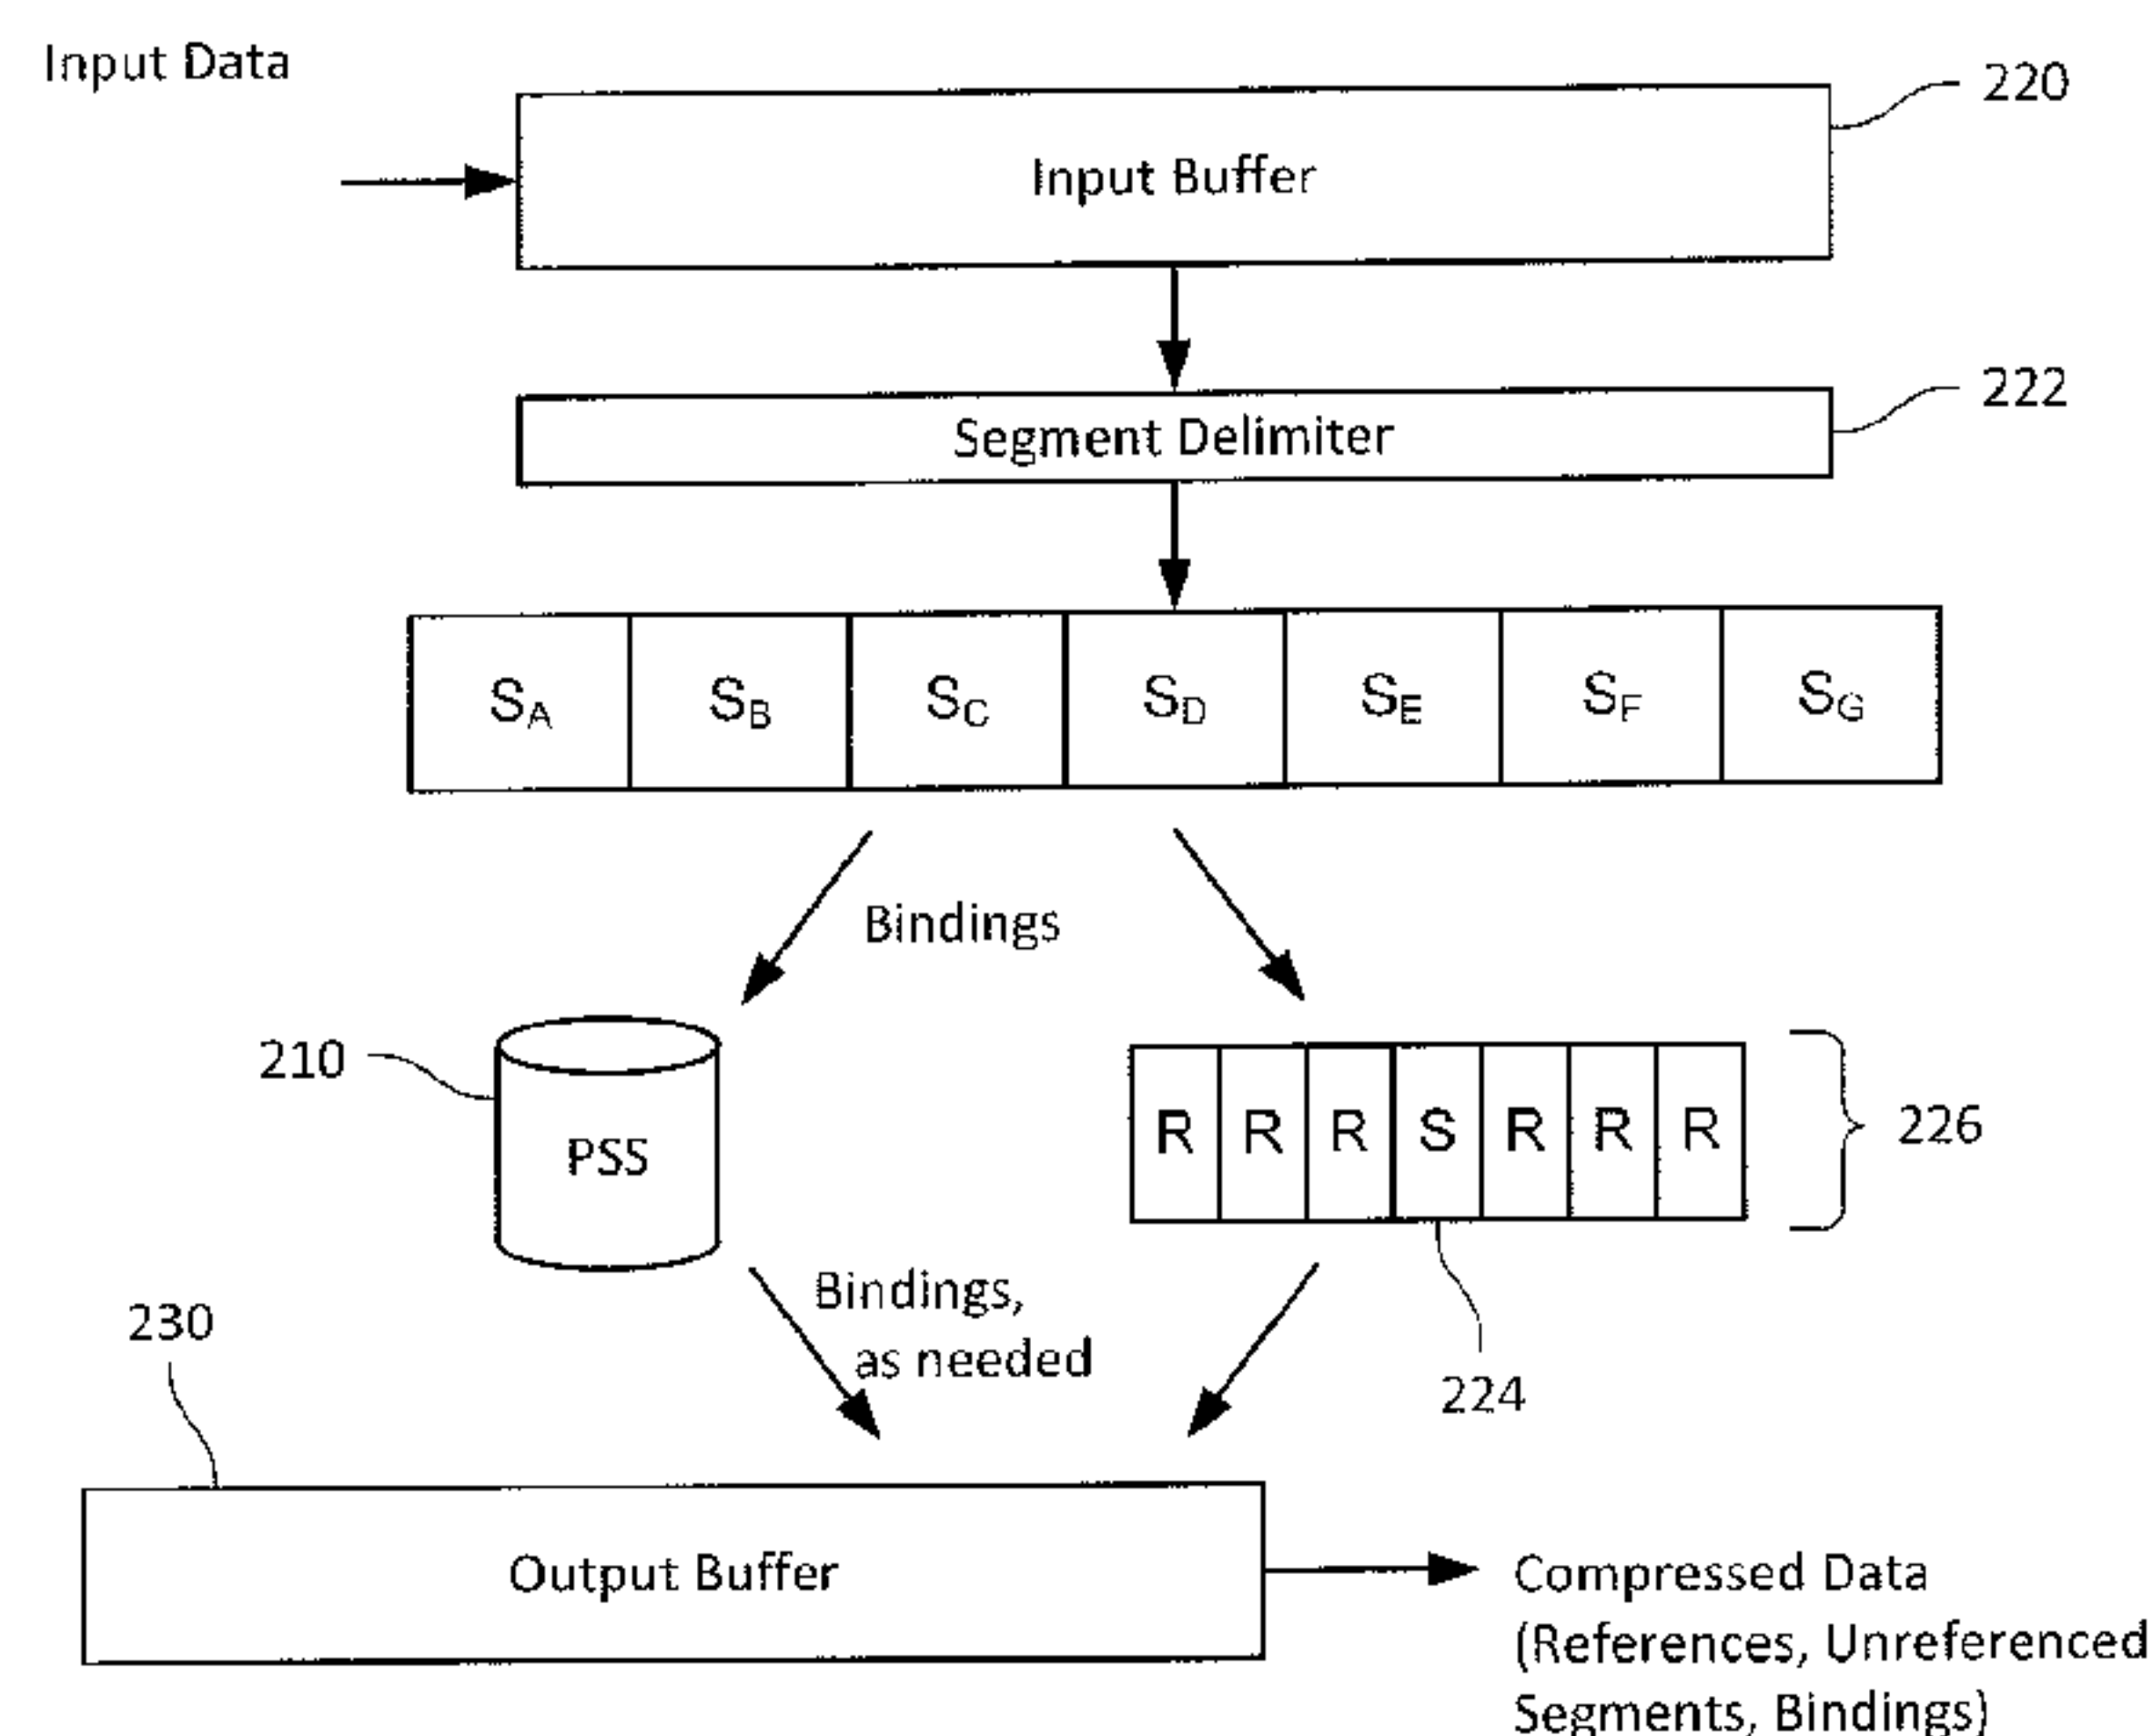 Input Data
220
Input Buffer
222
Segment Delimiter
SA SB SC SD SE SF SG
Bindings
210
PSS
R R R S R R R
226
Bindings,
as needed
224
230
Output Buffer
Compressed Data
(References, Unreferenced
Segments, Bindings)